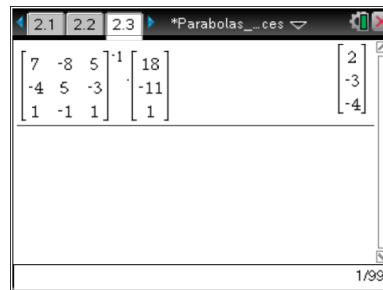 2.1 2.2 2.3 *Parabolas_...ces
[7 -8 5]⁻¹ [18] [2]
[-4 5 -3] · [-11] [-3]
[1 -1 1] [1] [-4]
1/99